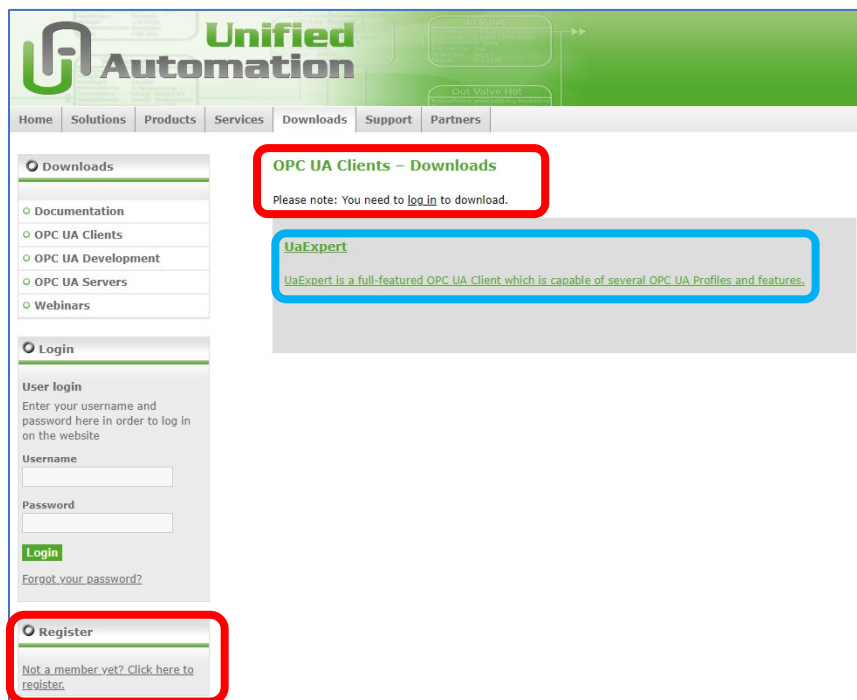 Unified
Automation
In Valve
Out Valve Hot
Home Solutions Products Services Downloads Support Partners
Downloads
Documentation
OPC UA Clients
OPC UA Development
OPC UA Servers
Webinars
Login
User login
Enter your username and
password here in order to log in
on the website
Username
Password
Login
Forgot your password?
Register
Not a member yet? Click here to
register.
OPC UA Clients – Downloads
Please note: You need to log in to download.
UaExpert
UaExpert is a full-featured OPC UA Client which is capable of several OPC UA Profiles and features.